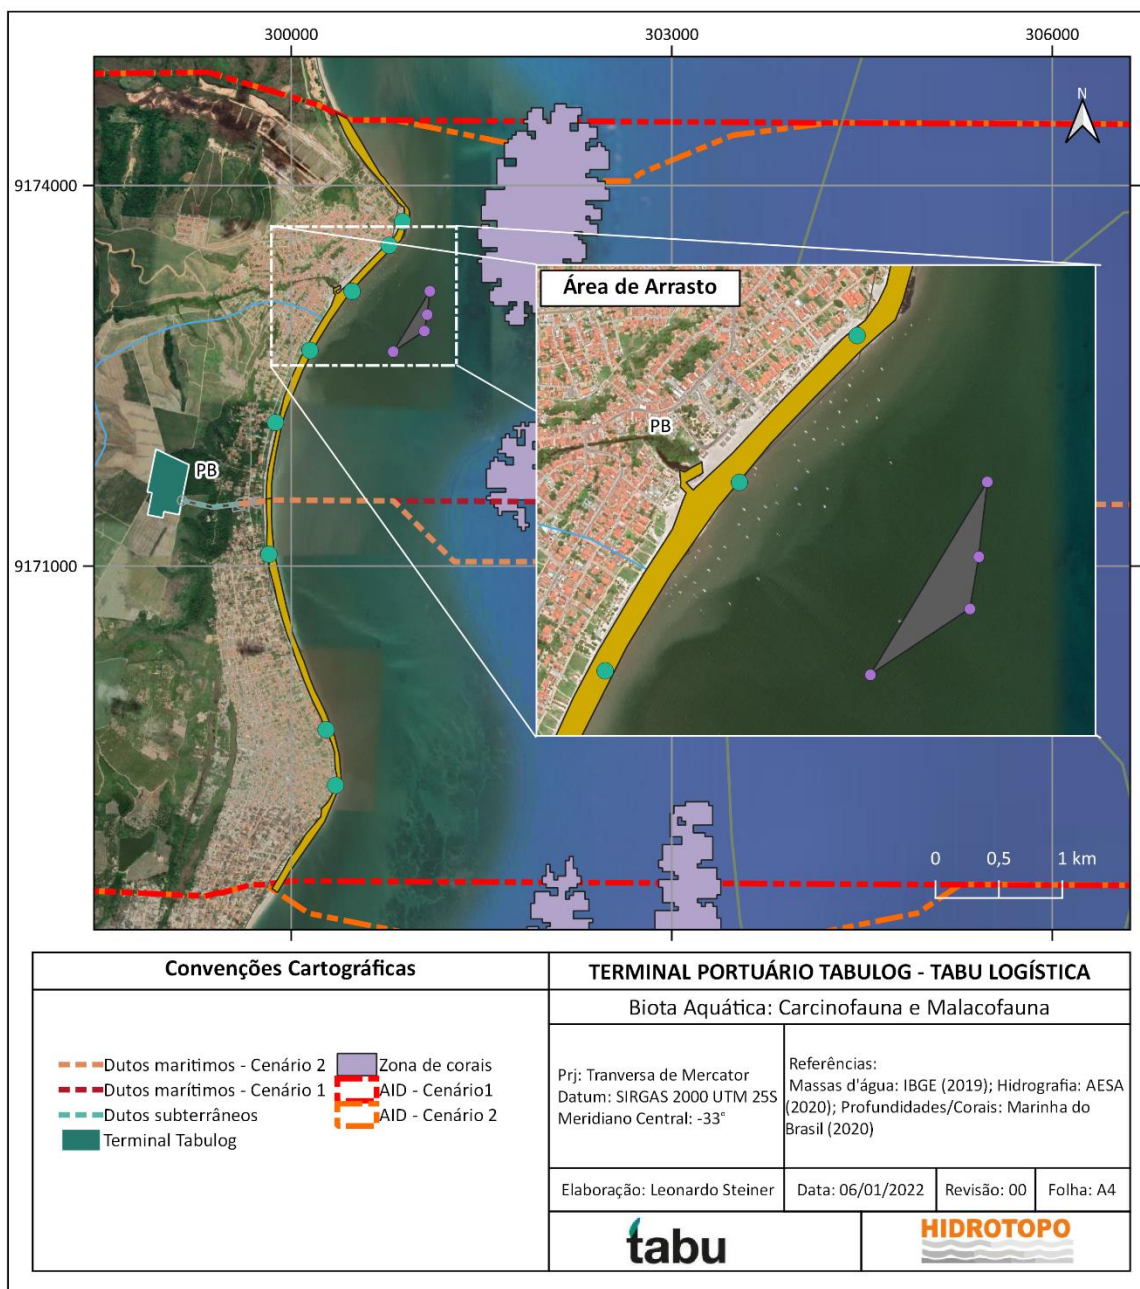 300000
303000
306000
N
9174000
Área de Arrasto
PB
PB
9171000
0 0,5 1 km
Convenções Cartográficas
Dutos maritimos - Cenário 2
Dutos marítimos - Cenário 1
Dutos subterrâneos
Terminal Tabulog
Zona de corais
AID - Cenário1
AID - Cenário 2
TERMINAL PORTUÁRIO TABULOG - TABU LOGÍSTICA
Biota Aquática: Carcinofauna e Malacofauna
Prj: Tranversa de Mercator
Datum: SIRGAS 2000 UTM 25S
Meridiano Central: -33°
Referências:
Massas d'água: IBGE (2019); Hidrografia: AESA
(2020); Profundidades/Corais: Marinha do
Brasil (2020)
Elaboração: Leonardo Steiner
Data: 06/01/2022
Revisão: 00
Folha: A4
tabu
HIDROTOPO